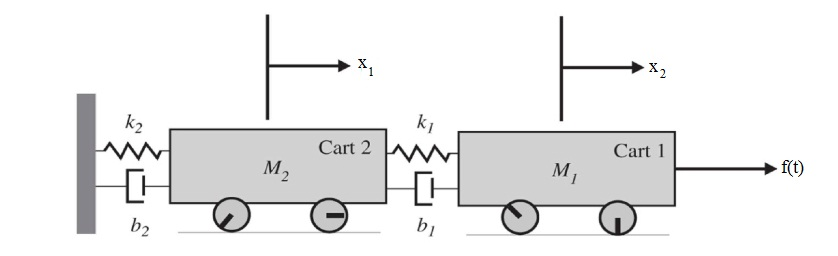 x₁
x₂
k₂
Cart 2
k₁
Cart 1
M₂
M₁
f(t)
b₂
b₁